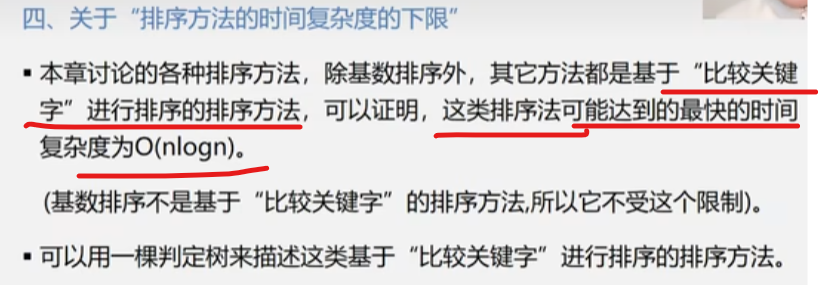 四、关于“排序方法的时间复杂度的下限”
▪ 本章讨论的各种排序方法，除基数排序外，其它方法都是基于“比较关键
字”进行排序的排序方法，可以证明，这类排序法可能达到的最快的时间
复杂度为O(nlogn)。
(基数排序不是基于“比较关键字”的排序方法,所以它不受这个限制)。
▪ 可以用一棵判定树来描述这类基于“比较关键字”进行排序的排序方法。